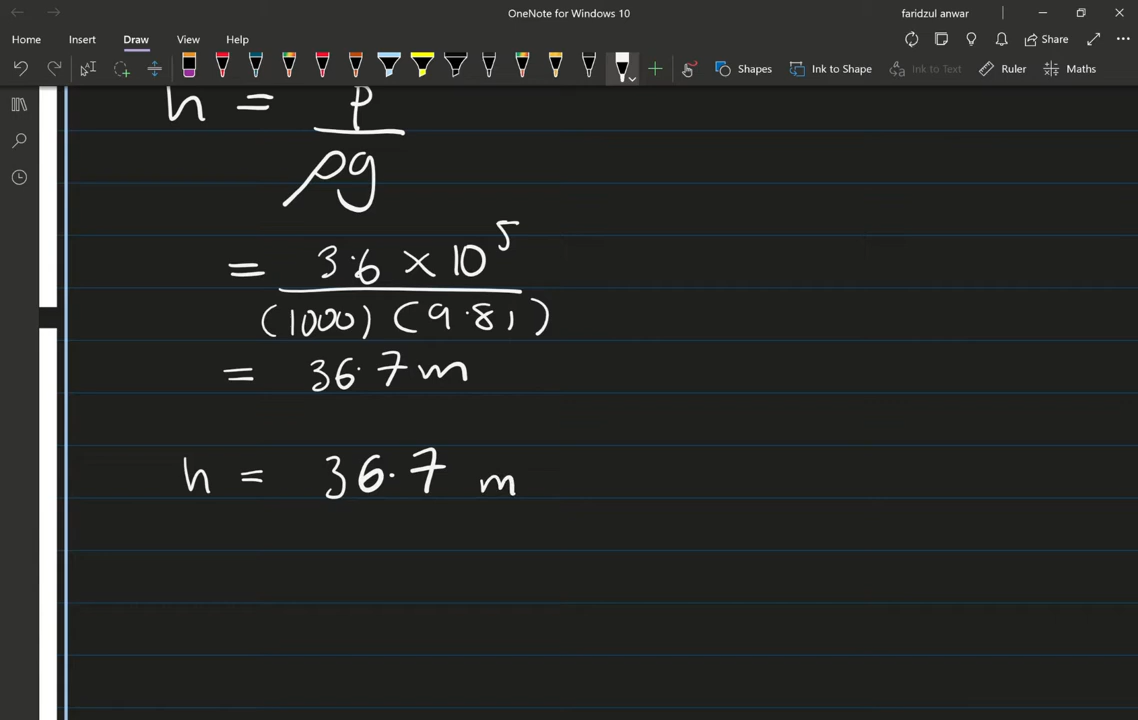 OneNote for Windows 10
faridzul anwar
Home Insert Draw View Help
Share
Shapes
Ink to Shape
Ink to Text
Ruler
Maths
h = P
ρg
= 3.6 × 10⁵
(1000) (9.81)
= 36.7 m
h = 36.7 m